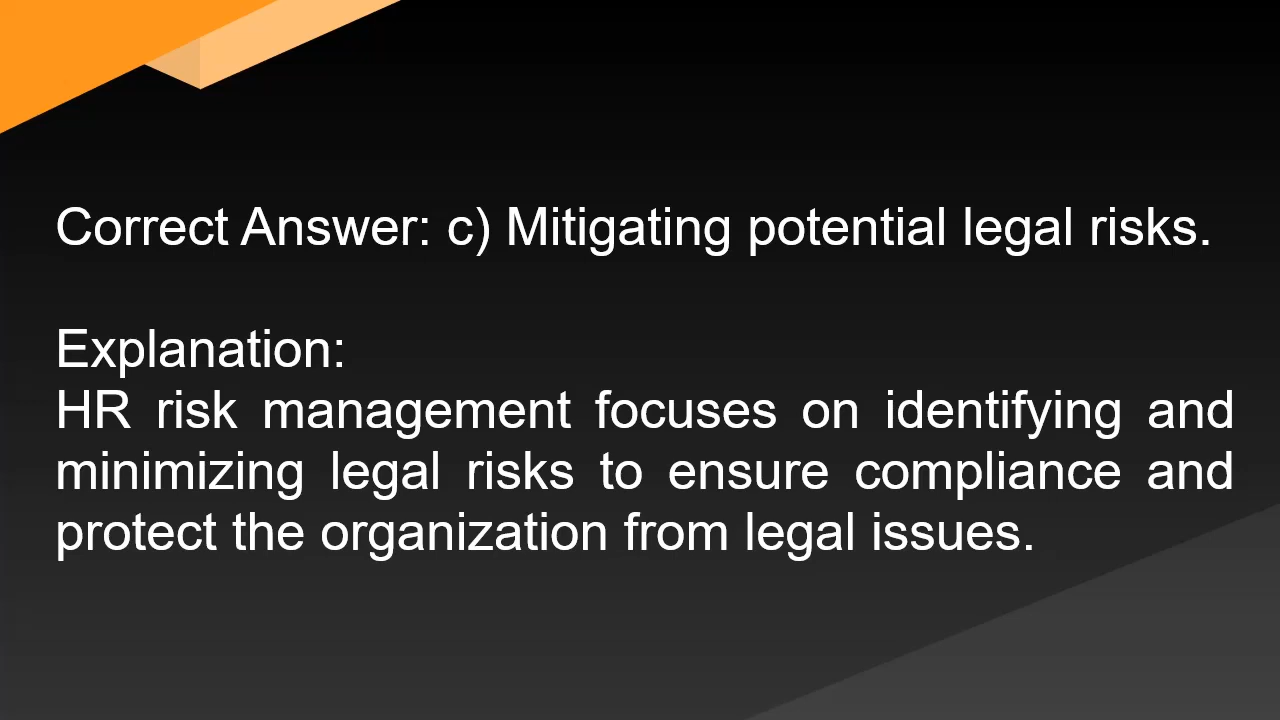 Correct Answer: c) Mitigating potential legal risks.
Explanation:
HR risk management focuses on identifying and
minimizing legal risks to ensure compliance and
protect the organization from legal issues.